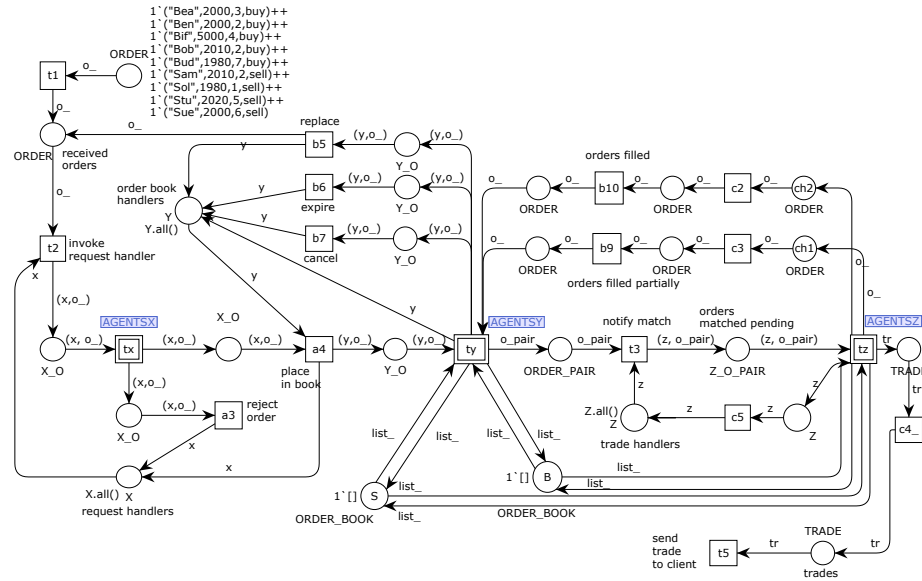 1`("Bea",2000,3,buy)++
1`("Ben",2000,2,buy)++
1`("Bif",5000,4,buy)++
1`("Bob",2010,2,buy)++
1`("Bud",1980,7,buy)++
1`("Sam",2010,2,sell)++
1`("Sol",1980,1,sell)++
1`("Stu",2020,5,sell)++
1`("Sue",2000,6,sell)
ORDER
t1
o_
o_
ORDER
received
orders
o_
replace
b5
y
(y,o_)
(y,o_)
Y_O
order book
handlers
Y
Y.all()
y
b6
expire
(y,o_)
(y,o_)
Y_O
y
b7
cancel
(y,o_)
(y,o_)
Y_O
orders filled
o_
o_
b10
o_
c2
o_
ch2
ORDER
ORDER
ORDER
o_
o_
b9
o_
c3
o_
ch1
ORDER
ORDER
ORDER
orders filled partially
o_
o_
o_
t2
invoke
request handler
x
y
y
(x,o_)
X_O
(x, o_)
AGENTSX
tx
(x,o_)
X_O
(x,o_)
a4
place
in book
(y,o_)
Y_O
(y,o_)
AGENTSY
ty
o_pair
ORDER_PAIR
o_pair
notify match
t3
(z, o_pair)
orders
matched pending
Z_O_PAIR
(z, o_pair)
AGENTSZ
tz
tr
TRADE
tr
c4_
(x,o_)
X_O
(x,o_)
a3
reject
order
x
x
X.all()
X
request handlers
z
Z.all()
Z
trade handlers
z
c5
z
Z
z
list_
list_
list_
list_
1`[]
S
ORDER_BOOK
1`[]
B
ORDER_BOOK
list_
list_
list_
list_
send
trade
to client
t5
tr
TRADE
trades
tr